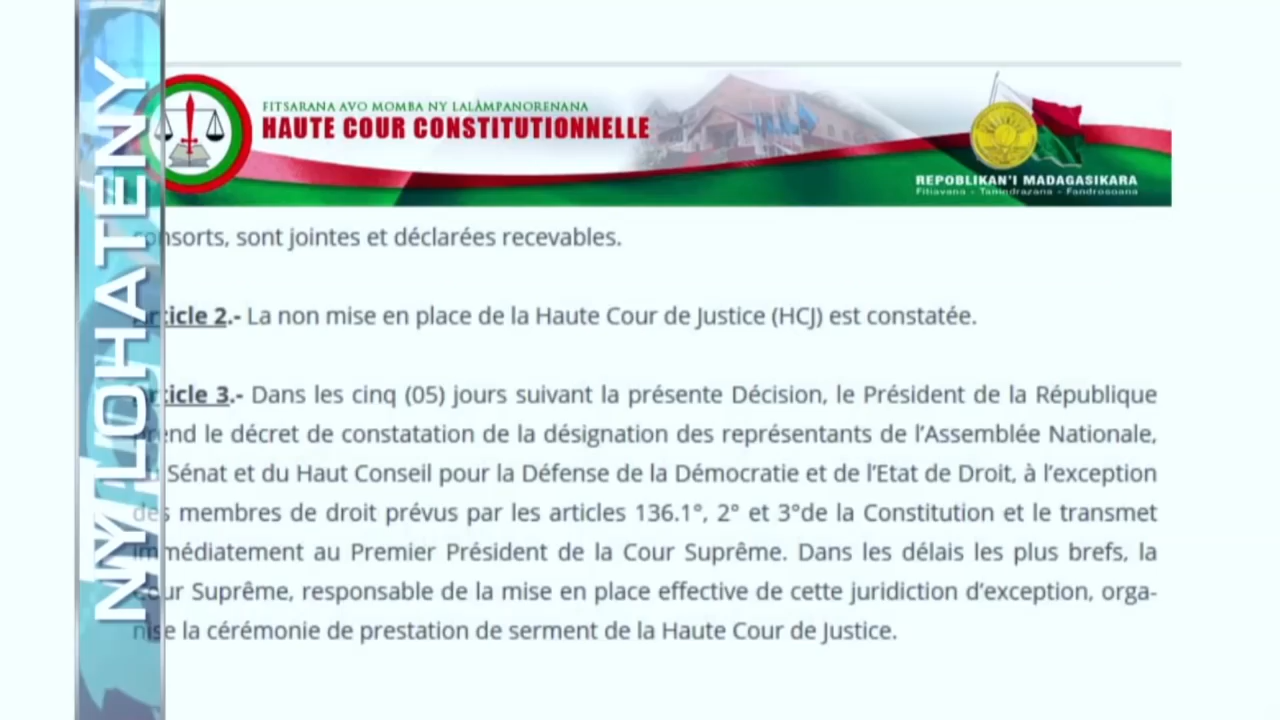 NY LOHATENY
FITSARANA AVO MOMBA NY LALÀMPANORENANA
HAUTE COUR CONSTITUTIONNELLE
REPOBLIKAN'I MADAGASIKARA
Fitiavana - Tanindrazana - Fandrosoana
consorts, sont jointes et déclarées recevables.
Article 2.- La non mise en place de la Haute Cour de Justice (HCJ) est constatée.
Article 3.- Dans les cinq (05) jours suivant la présente Décision, le Président de la République
prend le décret de constatation de la désignation des représentants de l’Assemblée Nationale,
du Sénat et du Haut Conseil pour la Défense de la Démocratie et de l’Etat de Droit, à l’exception
des membres de droit prévus par les articles 136.1°, 2° et 3°de la Constitution et le transmet
immédiatement au Premier Président de la Cour Suprême. Dans les délais les plus brefs, la
Cour Suprême, responsable de la mise en place effective de cette juridiction d’exception, orga-
nise la cérémonie de prestation de serment de la Haute Cour de Justice.